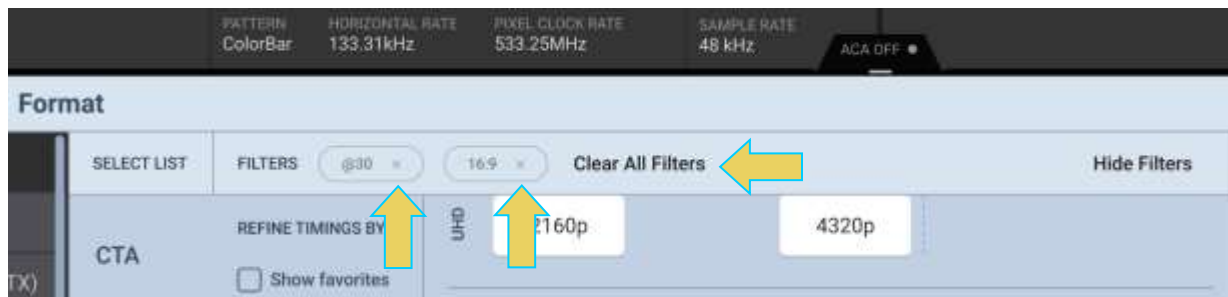 PATTERN HORIZONTAL RATE PIXEL CLOCK RATE SAMPLE RATE
ColorBar 133.31kHz 533.25MHz 48 kHz ACA OFF
Format
SELECT LIST FILTERS @30 × 16:9 × Clear All Filters Hide Filters
REFINE TIMINGS BY UHD 2160p 4320p
CTA
Show favorites
TX)